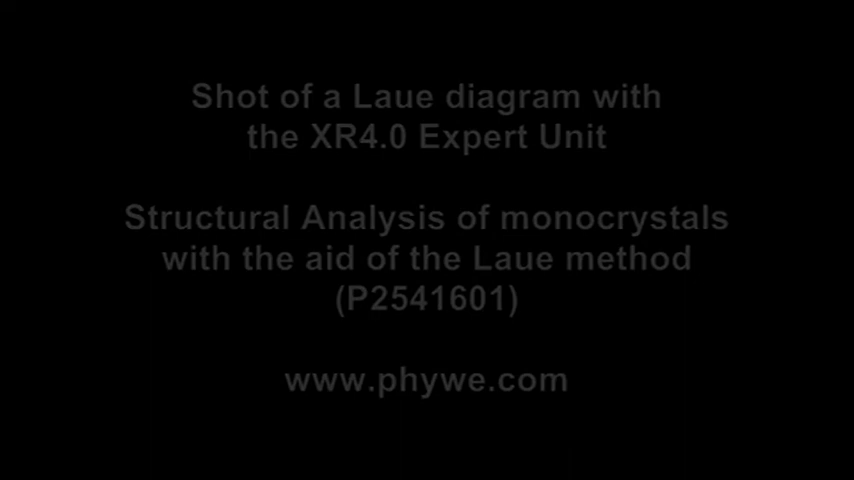 Shot of a Laue diagram with
the XR4.0 Expert Unit
Structural Analysis of monocrystals
with the aid of the Laue method
(P2541601)
www.phywe.com